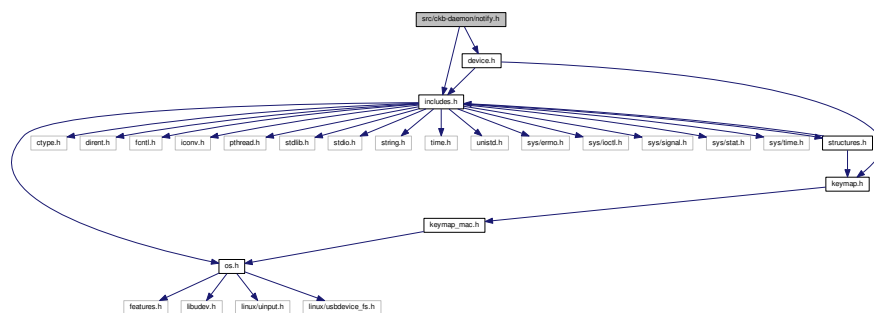 src/ckb-daemon/notify.h
device.h
includes.h
ctype.h dirent.h fcntl.h iconv.h pthread.h stdlib.h stdio.h string.h time.h unistd.h sys/errno.h sys/ioctl.h sys/signal.h sys/stat.h sys/time.h structures.h
keymap.h
keymap_mac.h
os.h
features.h libudev.h linux/uinput.h linux/usbdevice_fs.h